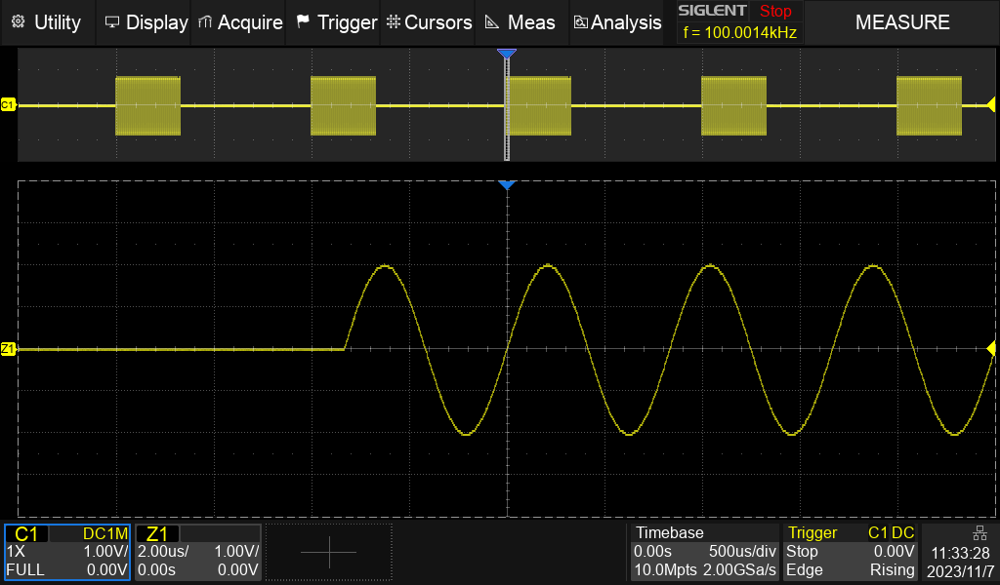 Utility Display Acquire Trigger Cursors Meas Analysis SIGLENT Stop MEASURE
f = 100.0014kHz
C1
Z1
C1 DC1M
1X 1.00V/
FULL 0.00V
Z1
2.00us/ 1.00V/
0.00s 0.00V
Timebase
0.00s 500us/div
10.0Mpts 2.00GSa/s
Trigger C1 DC
Stop 0.00V
Edge Rising
11:33:28
2023/11/7